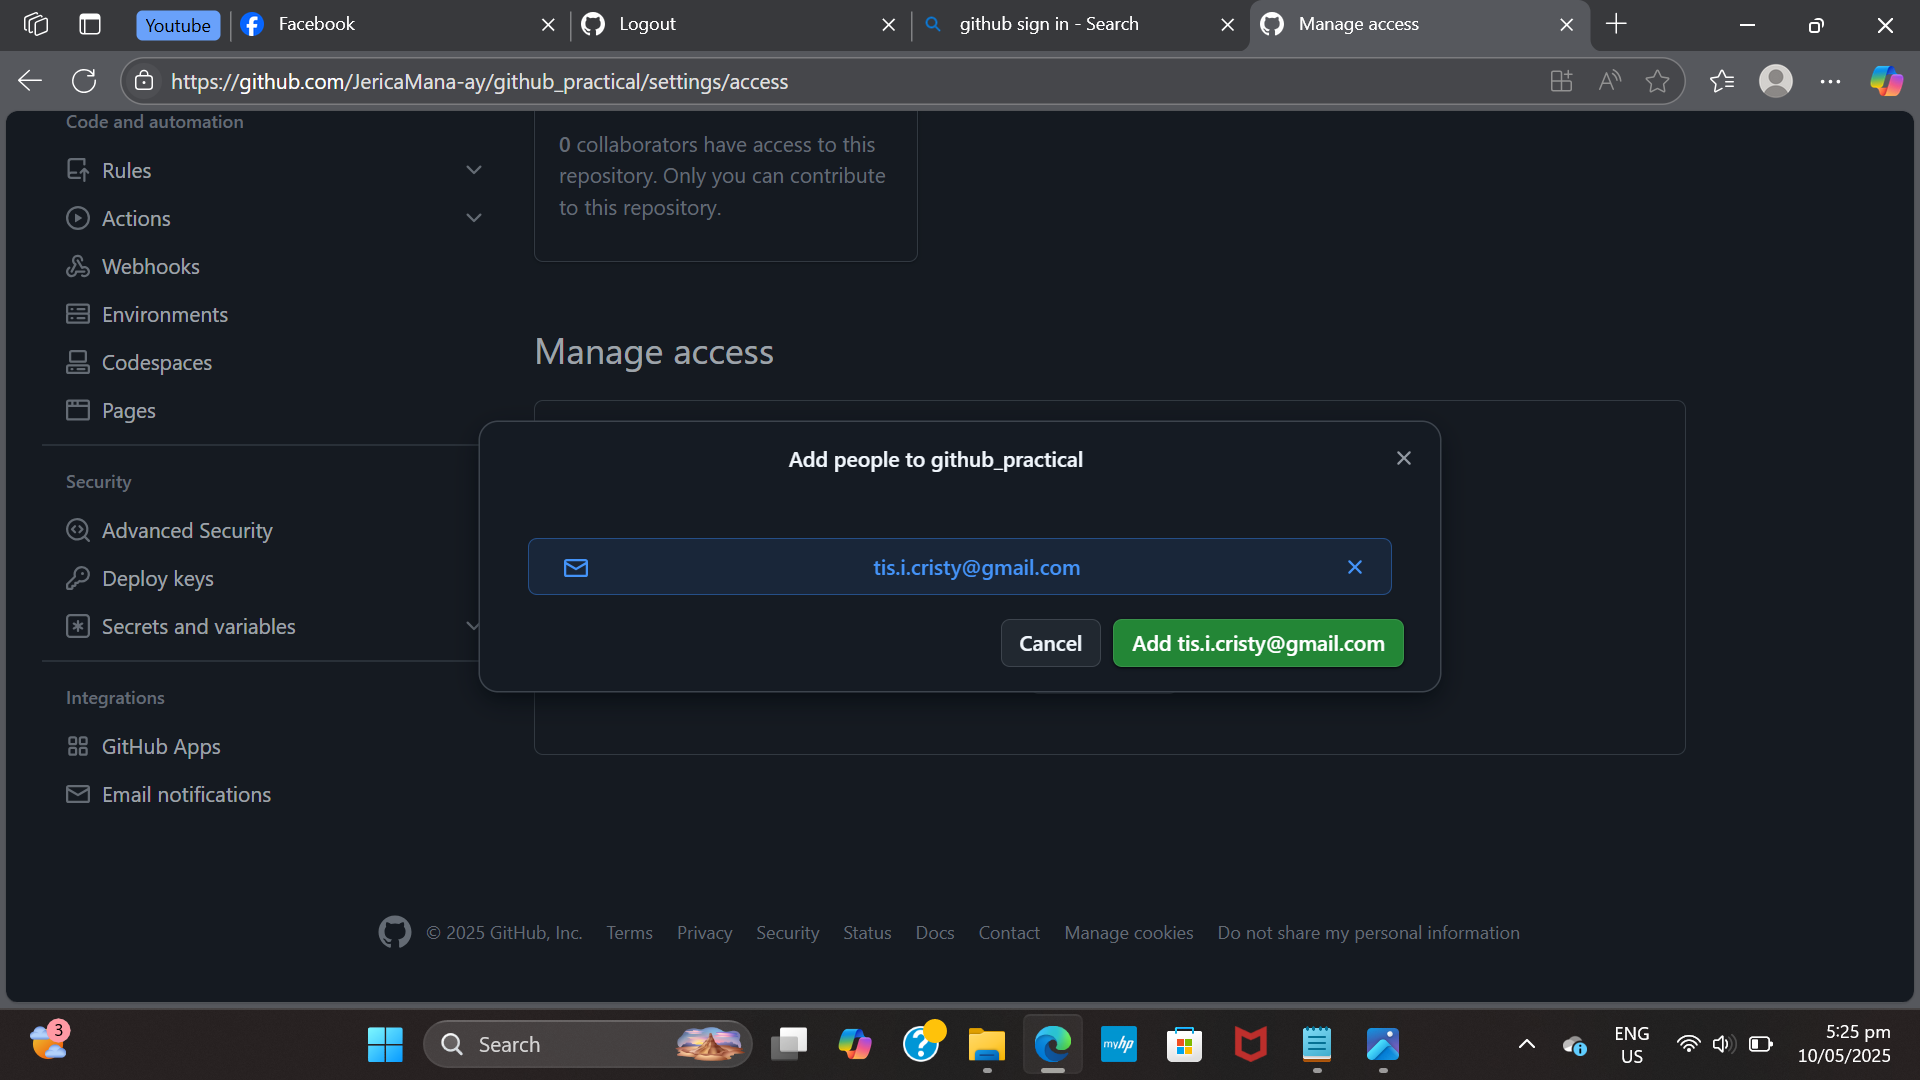 Youtube
Facebook
Logout
github sign in - Search
Manage access
https://github.com/JericaMana-ay/github_practical/settings/access
Code and automation
Rules
Actions
Webhooks
Environments
Codespaces
Pages
Security
Advanced Security
Deploy keys
Secrets and variables
Integrations
GitHub Apps
Email notifications
0 collaborators have access to this
repository. Only you can contribute
to this repository.
Manage access
Add people to github_practical
tis.i.cristy@gmail.com
Cancel
Add tis.i.cristy@gmail.com
© 2025 GitHub, Inc.
Terms
Privacy
Security
Status
Docs
Contact
Manage cookies
Do not share my personal information
3
Search
myhp
ENG
US
5:25 pm
10/05/2025